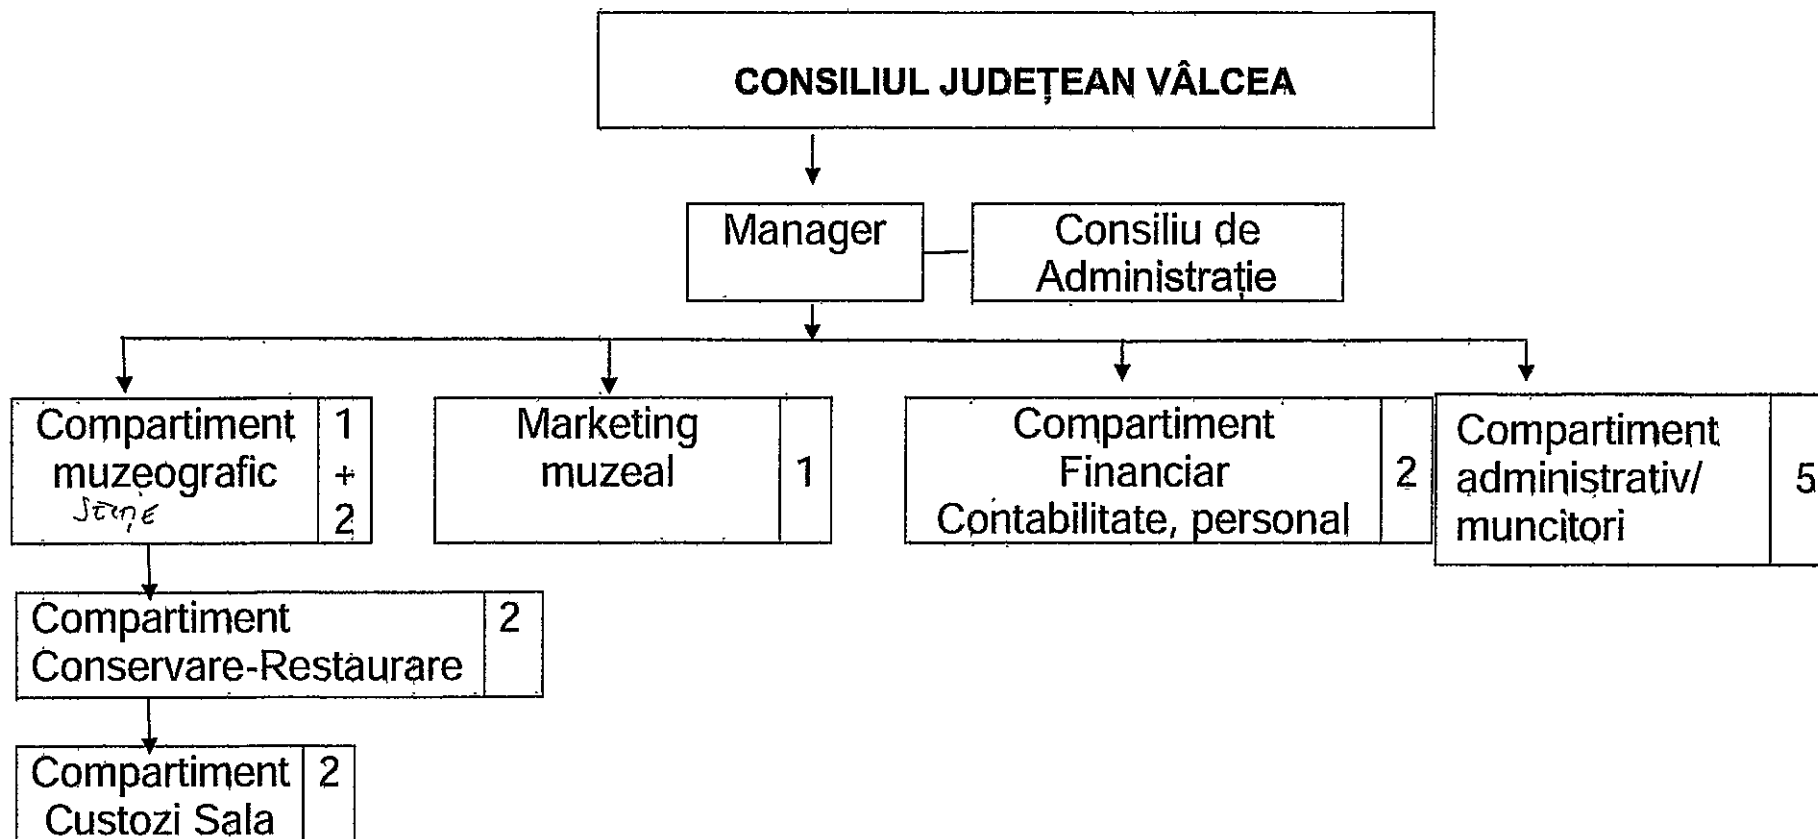 CONSILIUL JUDEȚEAN VÂLCEA
Manager
Consiliu de
Administrație
Compartiment
muzeografic
1
+
2
Marketing
muzeal
1
Compartiment
Financiar
Contabilitate, personal
2
Compartiment
administrativ/
muncitori
5
Compartiment
Conservare-Restaurare
2
Compartiment
Custozi Sala
2